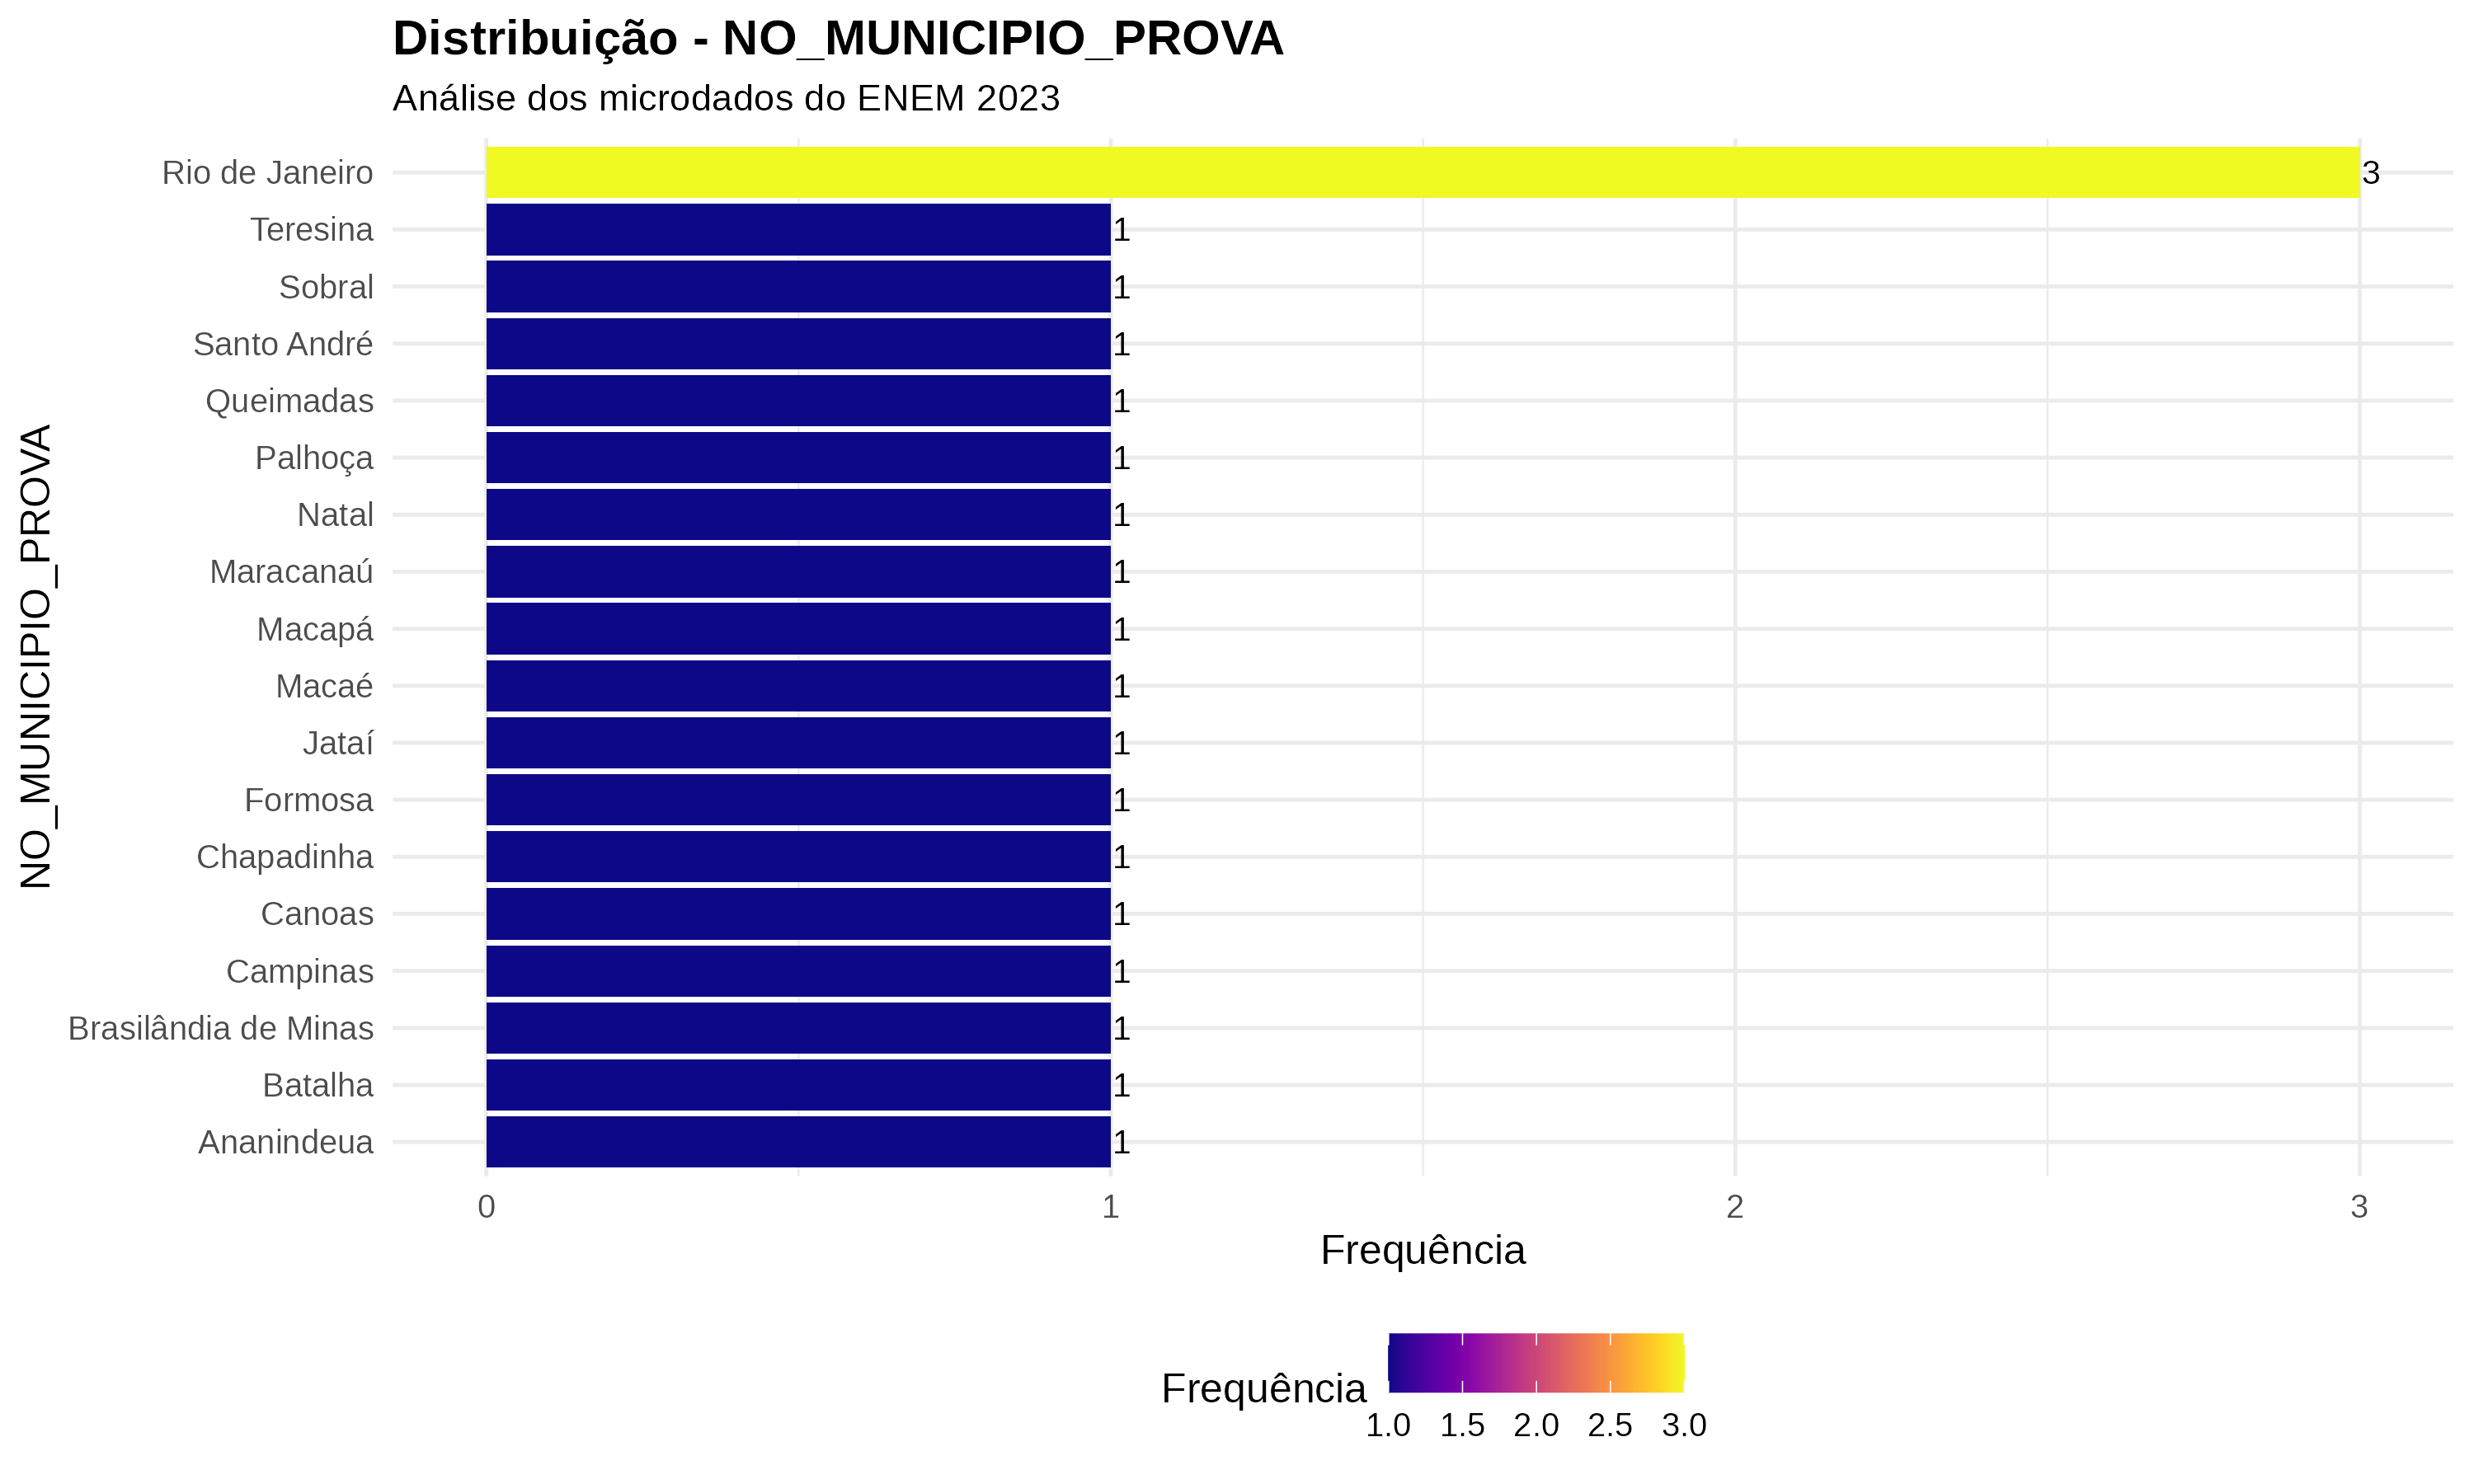 Distribuição - NO_MUNICIPIO_PROVA
Análise dos microdados do ENEM 2023
NO_MUNICIPIO_PROVA
Rio de Janeiro 3
Teresina 1
Sobral 1
Santo André 1
Queimadas 1
Palhoça 1
Natal 1
Maracanaú 1
Macapá 1
Macaé 1
Jataí 1
Formosa 1
Chapadinha 1
Canoas 1
Campinas 1
Brasilândia de Minas 1
Batalha 1
Ananindeua 1
0 1 2 3
Frequência
Frequência
1.0 1.5 2.0 2.5 3.0